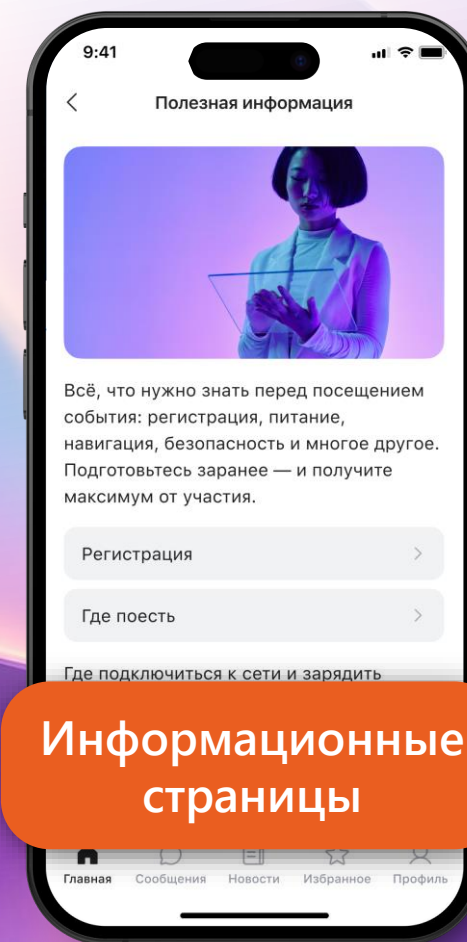 9:41
Полезная информация
Всё, что нужно знать перед посещением
события: регистрация, питание,
навигация, безопасность и многое другое.
Подготовьтесь заранее — и получите
максимум от участия.
Регистрация
Где поесть
Где подключиться к сети и зарядить
Информационные
страницы
Главная Сообщения Новости Избранное Профиль